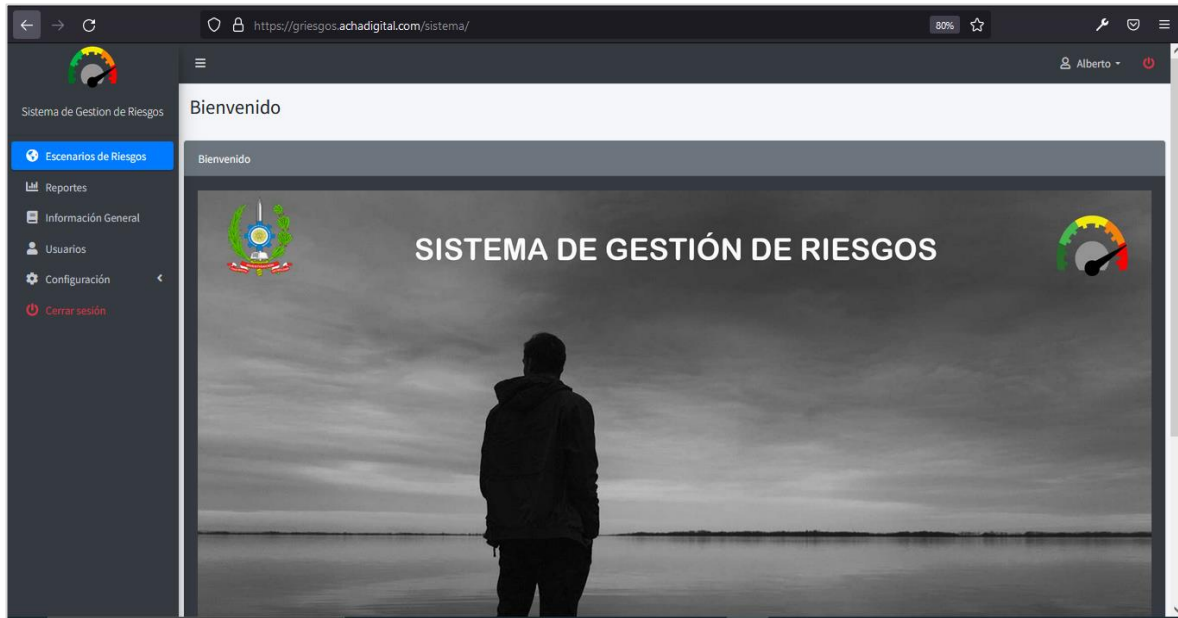 https://griesgos.achadigital.com/sistema/
80%
Alberto
Sistema de Gestion de Riesgos
Bienvenido
Escenarios de Riesgos
Bienvenido
Reportes
Información General
Usuarios
Configuración
Cerrar sesión
SISTEMA DE GESTIÓN DE RIESGOS